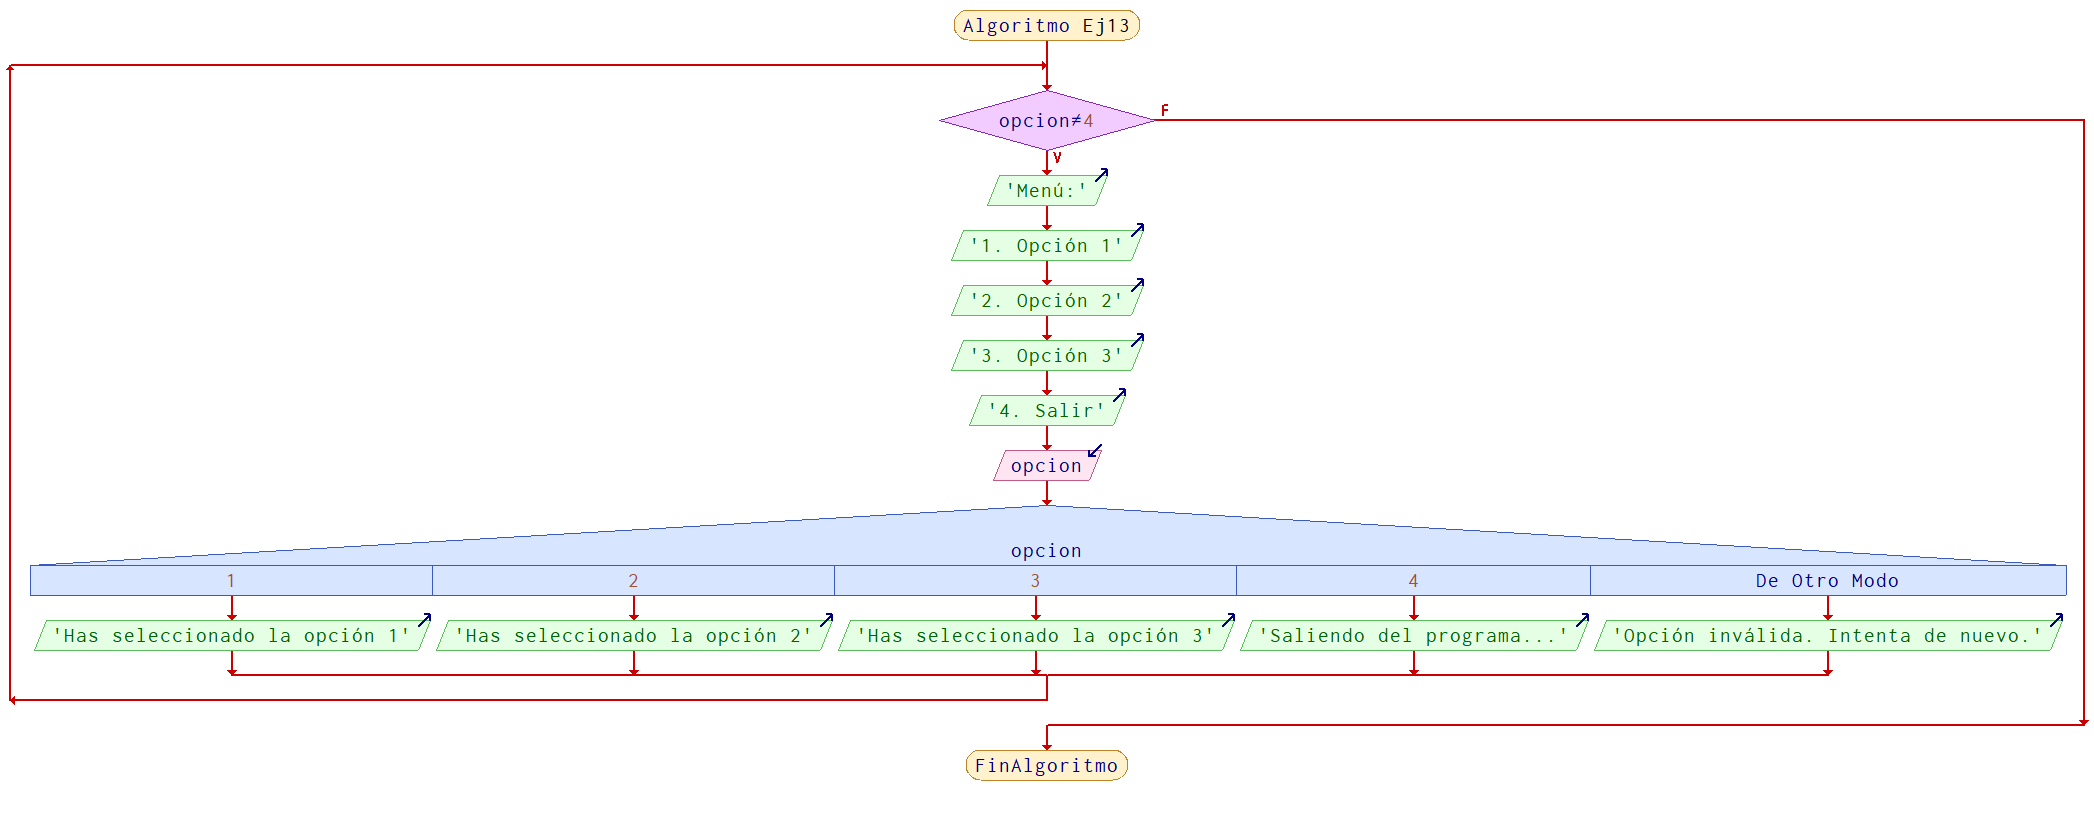 Algoritmo Ej13
opcion≠4
F
V
'Menú:'
'1. Opción 1'
'2. Opción 2'
'3. Opción 3'
'4. Salir'
opcion
opcion
1 2 3 4 De Otro Modo
'Has seleccionado la opción 1' 'Has seleccionado la opción 2' 'Has seleccionado la opción 3' 'Saliendo del programa...' 'Opción inválida. Intenta de nuevo.'
FinAlgoritmo